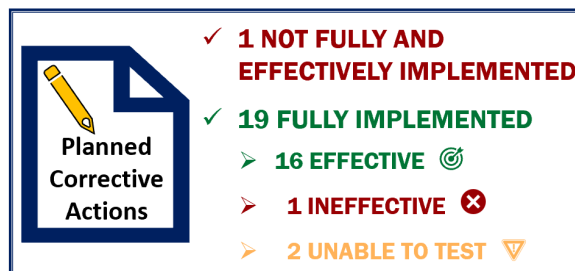 Planned
Corrective
Actions
✓ 1 NOT FULLY AND
EFFECTIVELY IMPLEMENTED
✓ 19 FULLY IMPLEMENTED
➢ 16 EFFECTIVE
➢ 1 INEFFECTIVE
➢ 2 UNABLE TO TEST